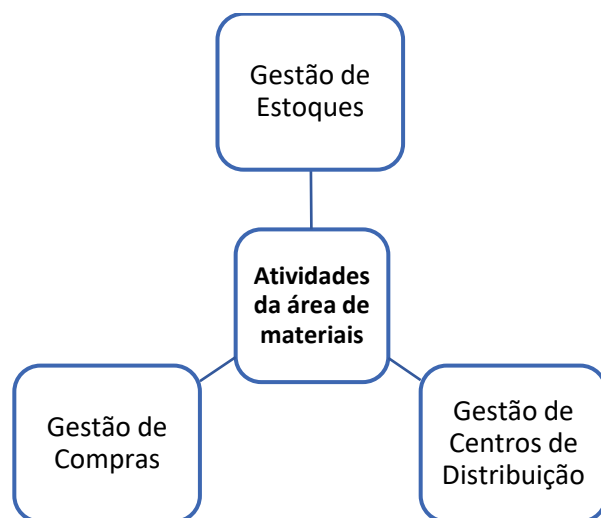 Gestão de
Estoques
Atividades
da área de
materiais
Gestão de
Compras
Gestão de
Centros de
Distribuição